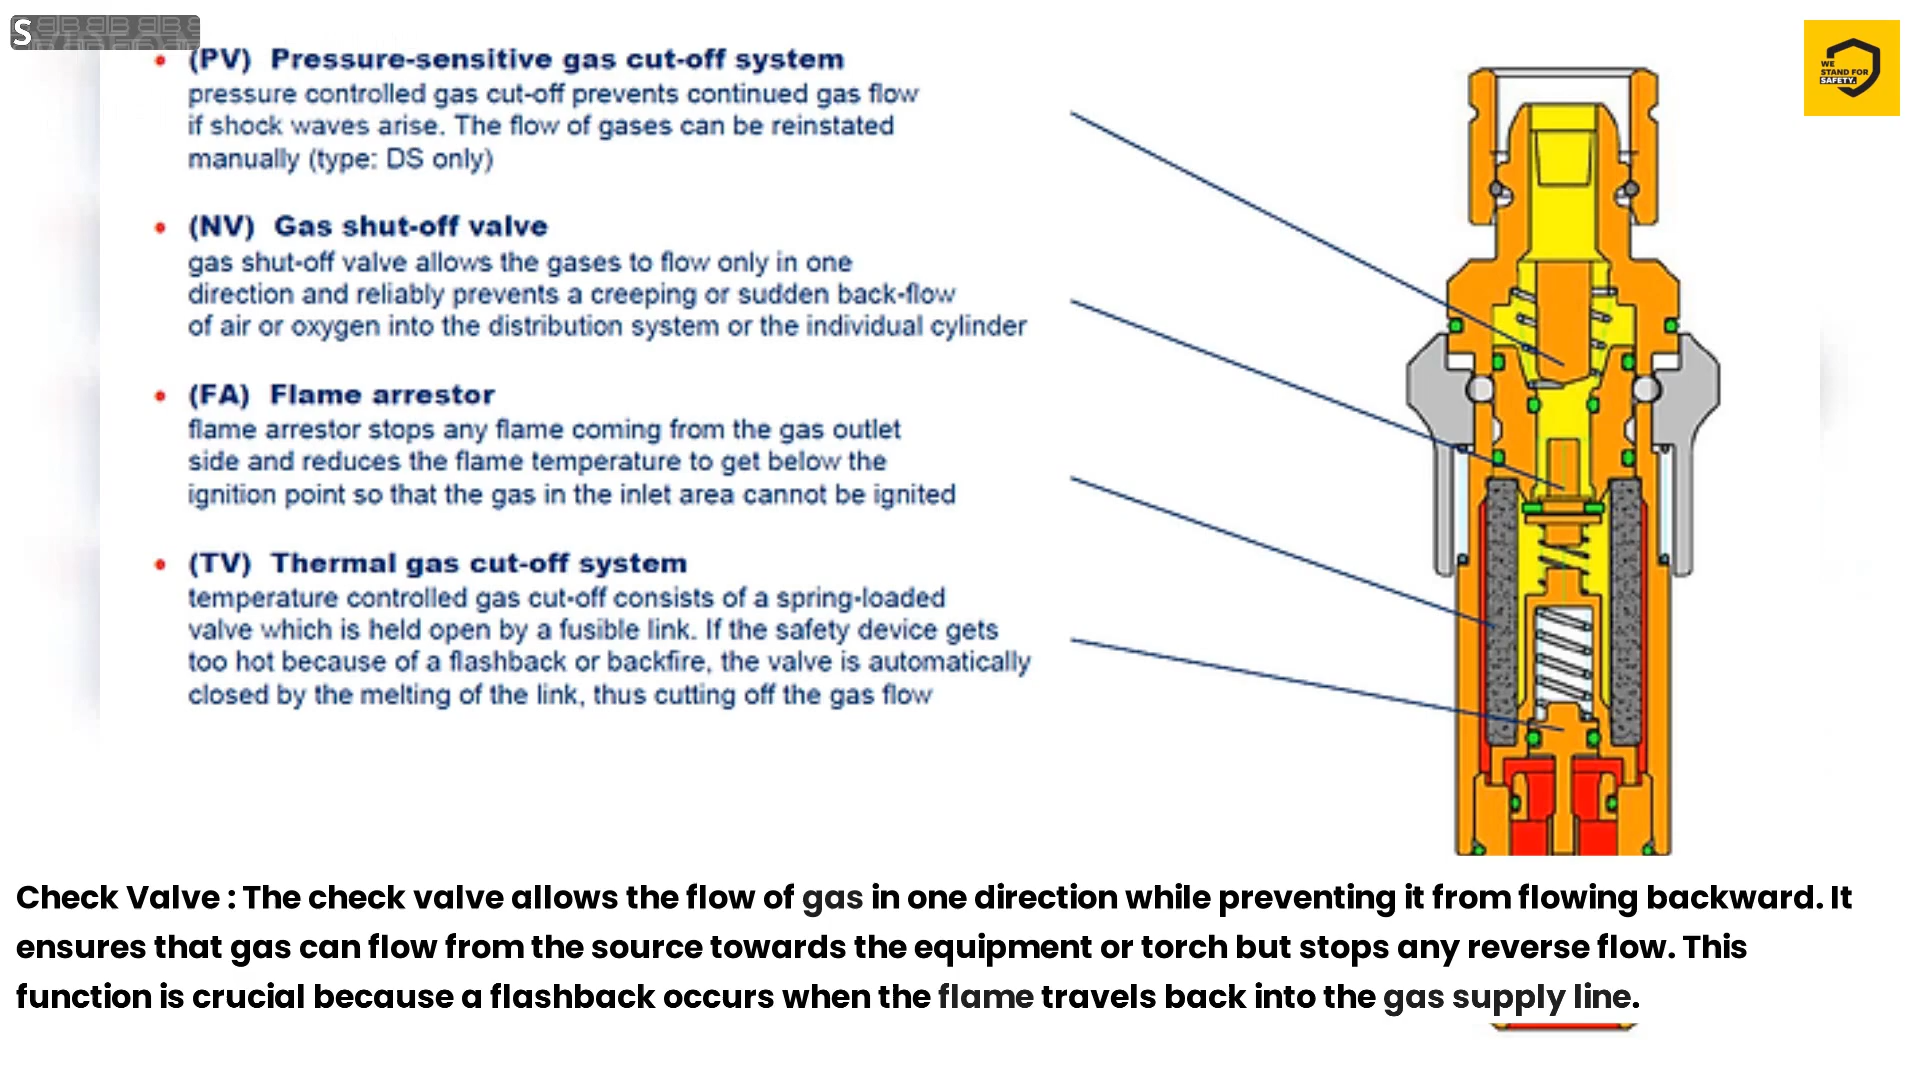 S
WE
STAND FOR
SAFETY.
(PV) Pressure-sensitive gas cut-off system
pressure controlled gas cut-off prevents continued gas flow
if shock waves arise. The flow of gases can be reinstated
manually (type: DS only)
(NV) Gas shut-off valve
gas shut-off valve allows the gases to flow only in one
direction and reliably prevents a creeping or sudden back-flow
of air or oxygen into the distribution system or the individual cylinder
(FA) Flame arrestor
flame arrestor stops any flame coming from the gas outlet
side and reduces the flame temperature to get below the
ignition point so that the gas in the inlet area cannot be ignited
(TV) Thermal gas cut-off system
temperature controlled gas cut-off consists of a spring-loaded
valve which is held open by a fusible link. If the safety device gets
too hot because of a flashback or backfire, the valve is automatically
closed by the melting of the link, thus cutting off the gas flow
Check Valve : The check valve allows the flow of gas in one direction while preventing it from flowing backward. It
ensures that gas can flow from the source towards the equipment or torch but stops any reverse flow. This
function is crucial because a flashback occurs when the flame travels back into the gas supply line.